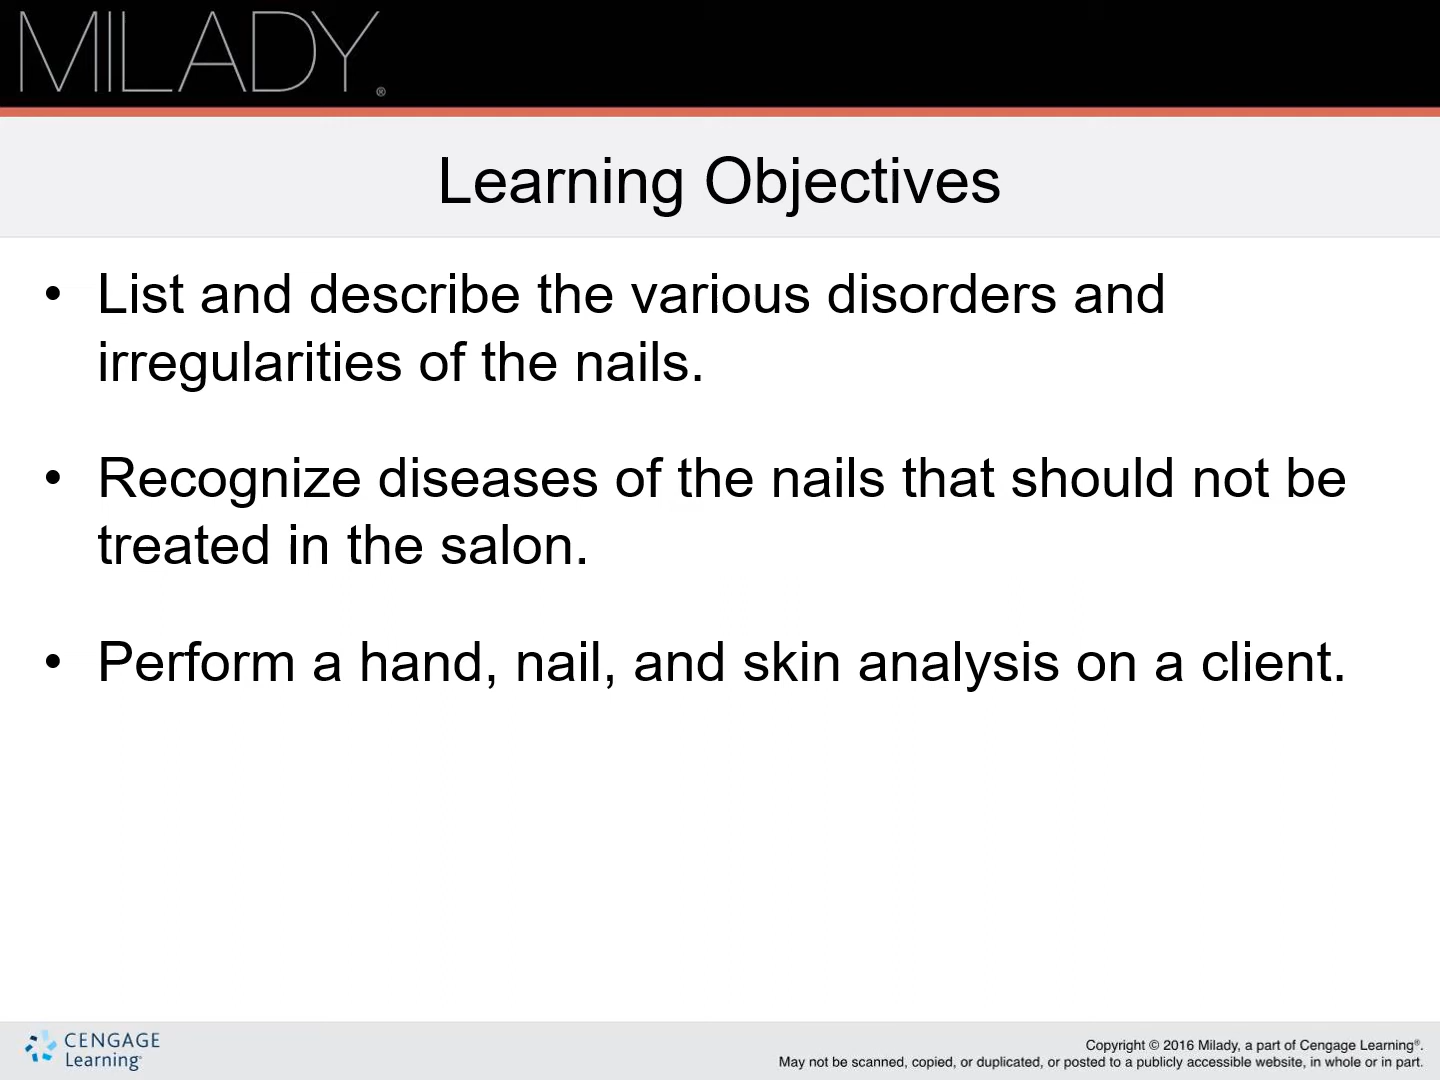 MILADY®
Learning Objectives
• List and describe the various disorders and
irregularities of the nails.
• Recognize diseases of the nails that should not be
treated in the salon.
• Perform a hand, nail, and skin analysis on a client.
CENGAGE
Learning®
Copyright © 2016 Milady, a part of Cengage Learning®.
May not be scanned, copied, or duplicated, or posted to a publicly accessible website, in whole or in part.